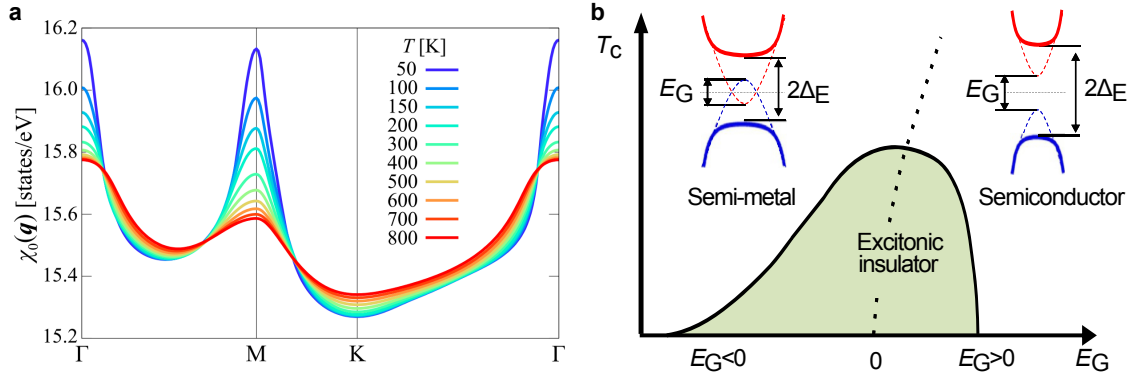 a
16.2
16.0
15.8
15.6
15.4
15.2
χ₀(q) [states/eV]
Γ
M
K
Γ
T [K]
50
100
150
200
300
400
500
600
700
800
b
Tc
EG
2ΔE
Semi-metal
EG
2ΔE
Semiconductor
Excitonic
insulator
EG<0
0
EG>0
EG